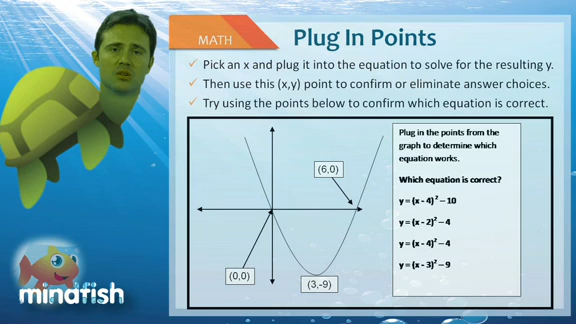 MATH
Plug In Points
Pick an x and plug it into the equation to solve for the resulting y.
Then use this (x,y) point to confirm or eliminate answer choices.
Try using the points below to confirm which equation is correct.
(6,0)
(0,0)
(3,-9)
Plug in the points from the
graph to determine which
equation works.
Which equation is correct?
y = (x - 4)² – 10
y = (x - 2)² – 4
y = (x - 4)² – 4
y = (x - 3)² – 9
mindfish